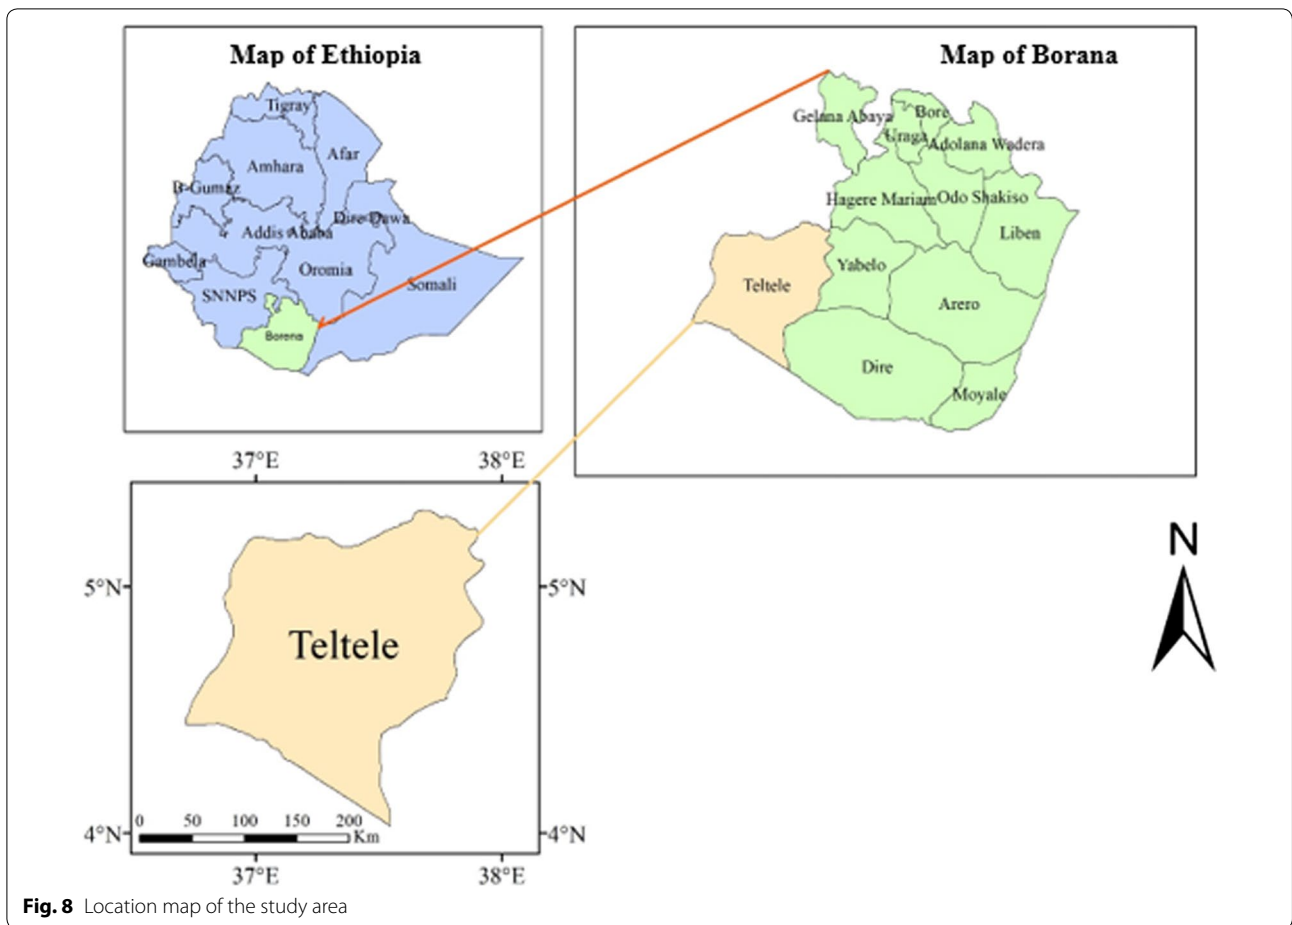 Map of Ethiopia
Tigray
Afar
Amhara
B-Gumaz
Dire Dawa
Addis Ababa
Gambela
Oromia
SNNPS
Somali
Borena
Map of Borana
Gelana Abaya
Bore
Uraga
Adolana Wadera
Hagere Mariam
Odo Shakiso
Liben
Yabelo
Teltele
Arero
Dire
Moyale
37°E 38°E
5°N 5°N
Teltele
0 50 100 150 200
Km
4°N 4°N
37°E 38°E
N
Fig. 8 Location map of the study area